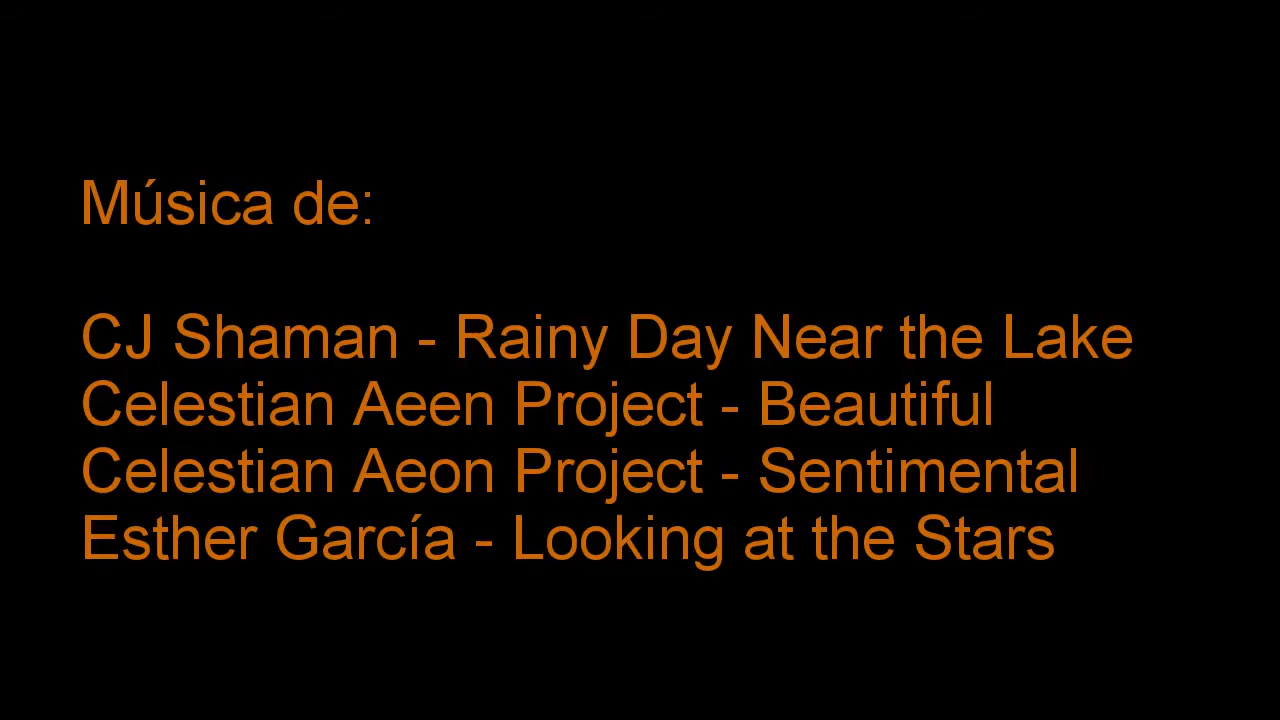 Música de:
CJ Shaman - Rainy Day Near the Lake
Celestian Aeen Project - Beautiful
Celestian Aeon Project - Sentimental
Esther García - Looking at the Stars